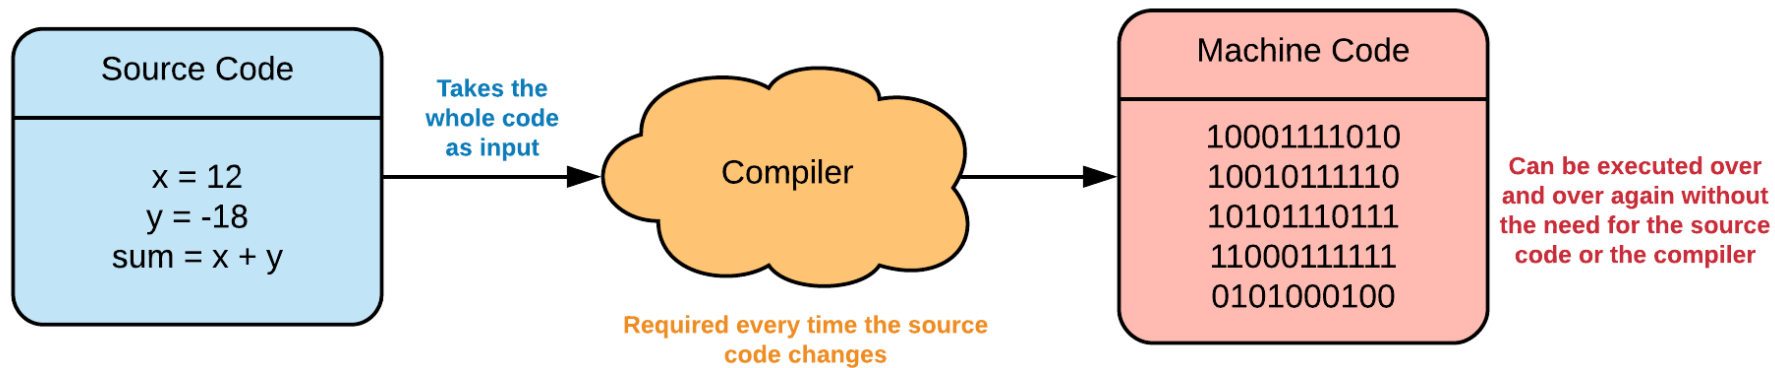 Source Code
x = 12
y = -18
sum = x + y
Takes the
whole code
as input
Compiler
Required every time the source
code changes
Machine Code
10001111010
10010111110
10101110111
11000111111
0101000100
Can be executed over
and over again without
the need for the source
code or the compiler